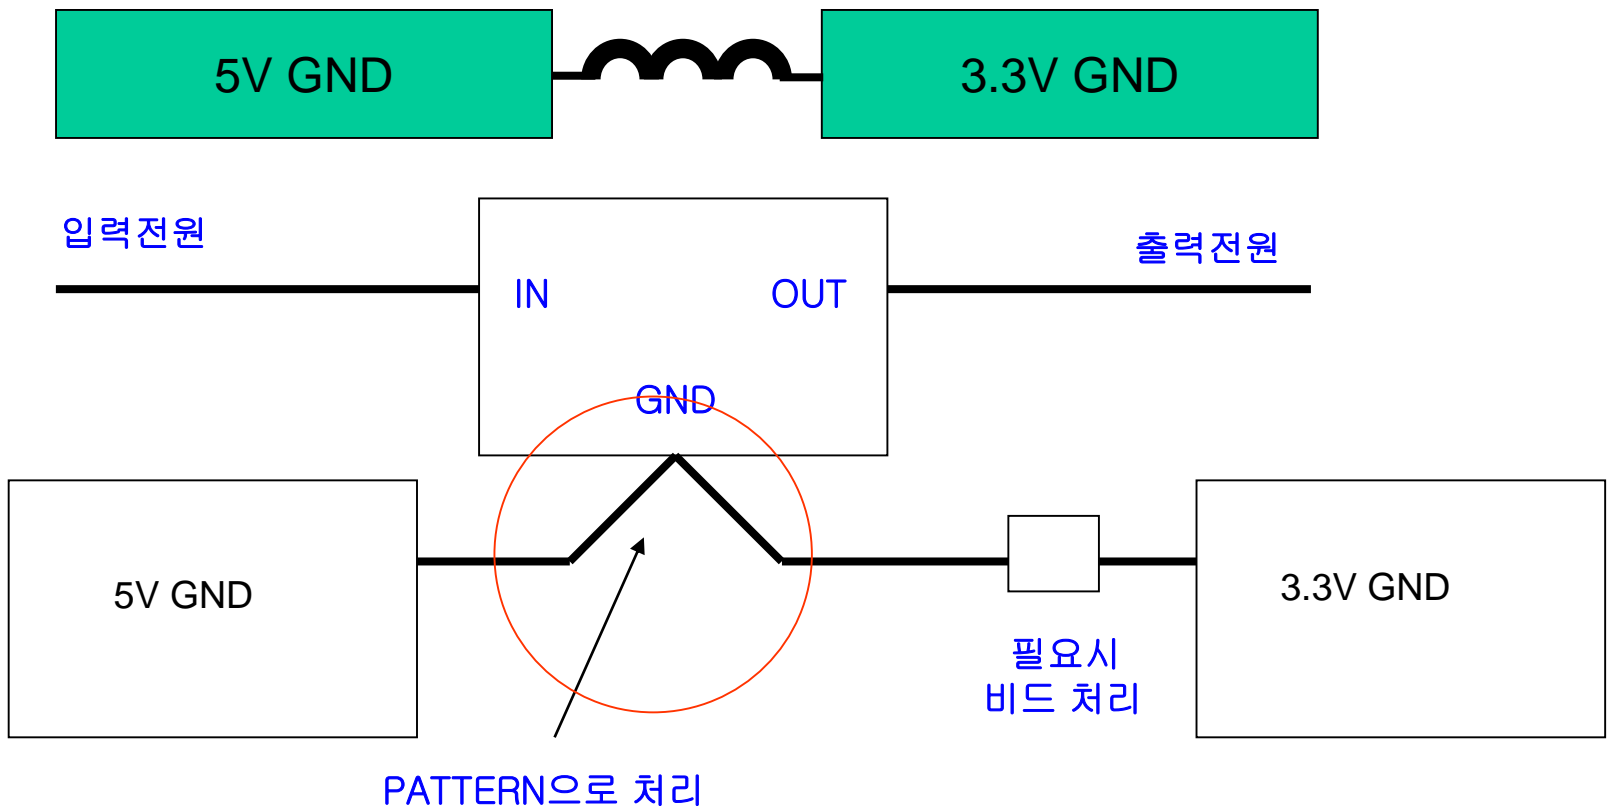 5V GND
3.3V GND
입력전원
출력전원
IN
OUT
GND
5V GND
3.3V GND
필요시
비드 처리
PATTERN으로 처리